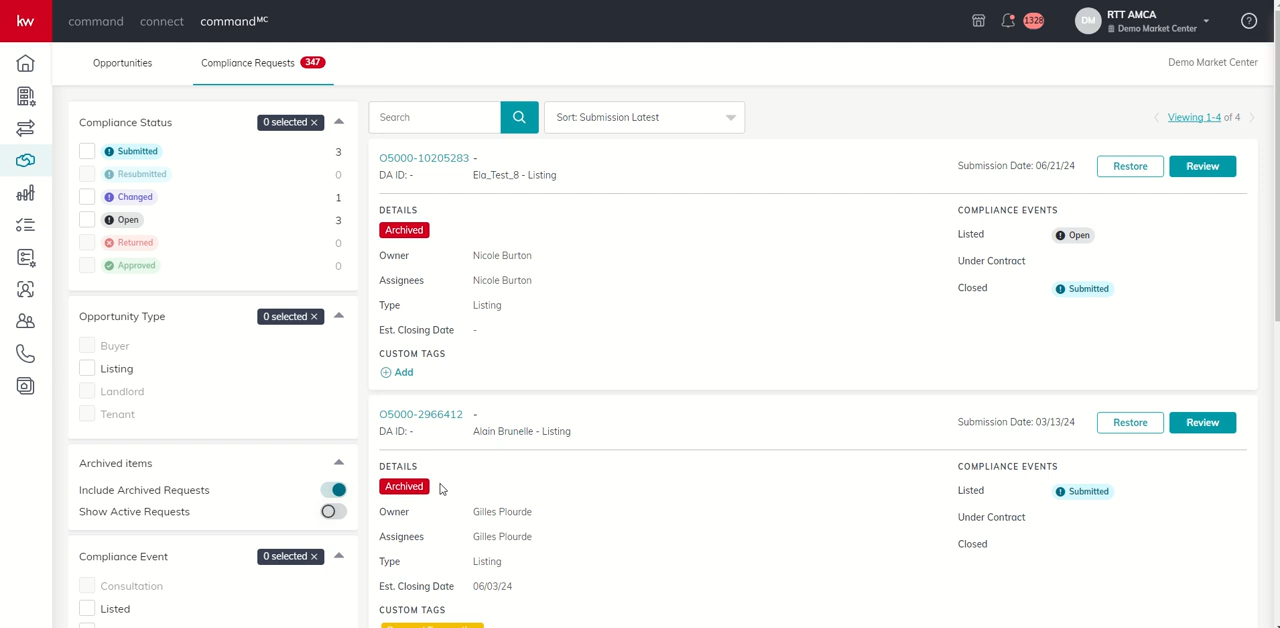 kw command connect commandMC 1328 DM RTT AMCA
Demo Market Center
Opportunities Compliance Requests 347 Demo Market Center
Compliance Status 0 selected ×
Submitted 3
Resubmitted 0
Changed 1
Open 3
Returned 0
Approved 0
Opportunity Type 0 selected ×
Buyer
Listing
Landlord
Tenant
Archived items
Include Archived Requests
Show Active Requests
Compliance Event 0 selected ×
Consultation
Listed
Search Sort: Submission Latest Viewing 1-4 of 4
O5000-10205283 -
DA ID: - Ela_Test_8 - Listing
Submission Date: 06/21/24 Restore Review
DETAILS
Archived
Owner Nicole Burton
Assignees Nicole Burton
Type Listing
Est. Closing Date -
CUSTOM TAGS
Add
COMPLIANCE EVENTS
Listed Open
Under Contract
Closed Submitted
O5000-2966412 -
DA ID: - Alain Brunelle - Listing
Submission Date: 03/13/24 Restore Review
DETAILS
Archived
Owner Gilles Plourde
Assignees Gilles Plourde
Type Listing
Est. Closing Date 06/03/24
CUSTOM TAGS
COMPLIANCE EVENTS
Listed Submitted
Under Contract
Closed